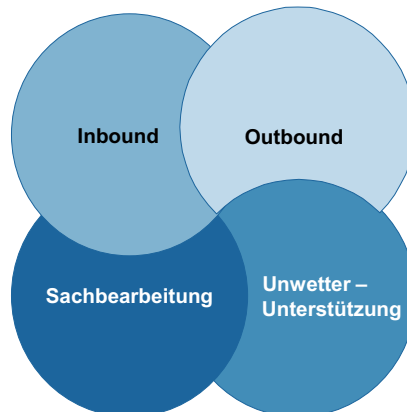 Inbound
Outbound
Sachbearbeitung
Unwetter –
Unterstützung